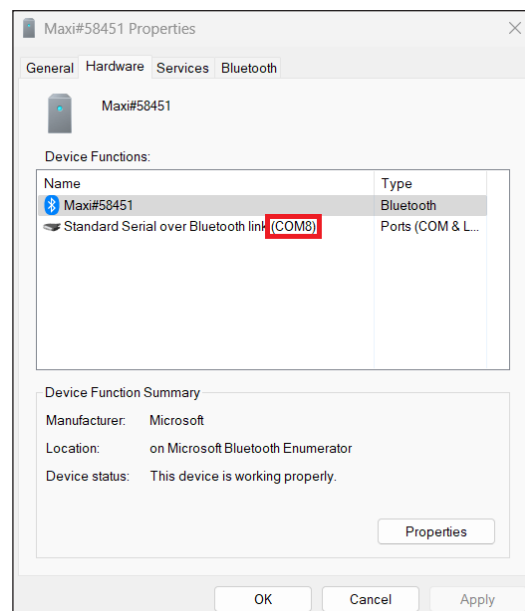 Maxi#58451 Properties
General Hardware Services Bluetooth
Maxi#58451
Device Functions:
Name Type
Maxi#58451 Bluetooth
Standard Serial over Bluetooth link (COM8) Ports (COM & L...
Device Function Summary
Manufacturer: Microsoft
Location: on Microsoft Bluetooth Enumerator
Device status: This device is working properly.
Properties
OK Cancel Apply